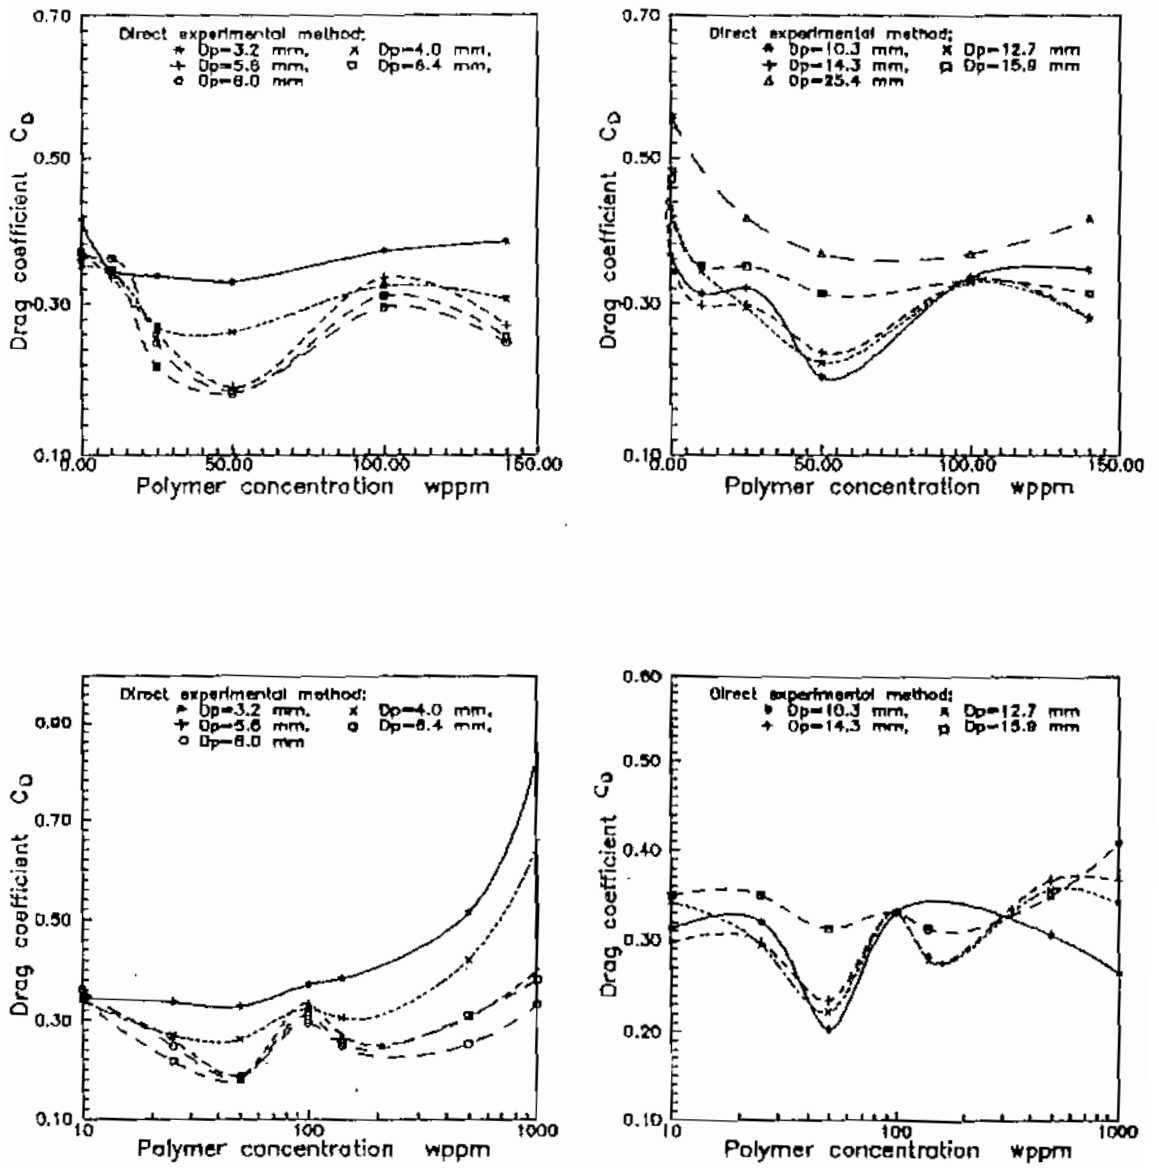 0.70
Direct experimental method:
Dp=3.2 mm, Dp=4.0 mm,
Dp=5.6 mm, Dp=6.4 mm,
Dp=8.0 mm
Drag coefficient C_D
0.50
0.30
0.10
0.00 50.00 100.00 150.00
Polymer concentration wppm
0.70
Direct experimental method:
Dp=10.3 mm, Dp=12.7 mm
Dp=14.3 mm, Dp=15.9 mm
Dp=25.4 mm
Drag coefficient C_D
0.50
0.30
0.10
0.00 50.00 100.00 150.00
Polymer concentration wppm
Direct experimental method:
Dp=3.2 mm, Dp=4.0 mm,
Dp=5.6 mm, Dp=6.4 mm,
Dp=8.0 mm
0.90
Drag coefficient C_D
0.70
0.50
0.30
0.10
10 100 1000
Polymer concentration wppm
0.60
Direct experimental method:
Dp=10.3 mm, Dp=12.7 mm
Dp=14.3 mm, Dp=15.9 mm
0.50
Drag coefficient C_D
0.40
0.30
0.20
0.10
10 100 1000
Polymer concentration wppm